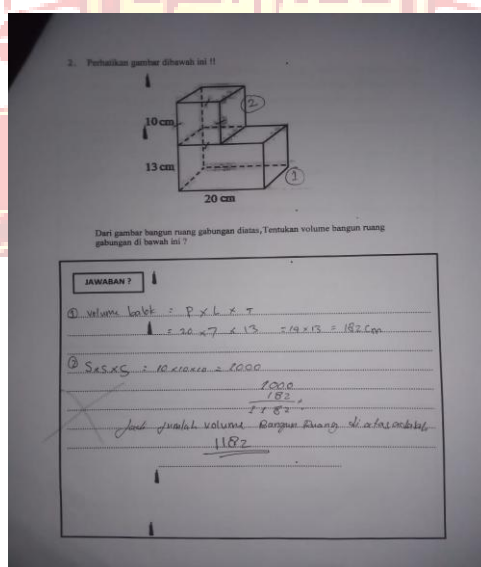 2. Perhatikan gambar dibawah ini !!
2
10 cm
13 cm
1
20 cm
Dari gambar bangun ruang gabungan diatas, Tentukan volume bangun ruang
gabungan di bawah ini ?
JAWABAN ?
① volume balok = P x L x T
= 20 x 7 x 13 = 14 x 13 = 182 Cm
② S x S x S = 10 x 10 x 10 = 1000
1000
182
1182
Jadi Jumlah volume Bangun Ruang di atas adalah
1182